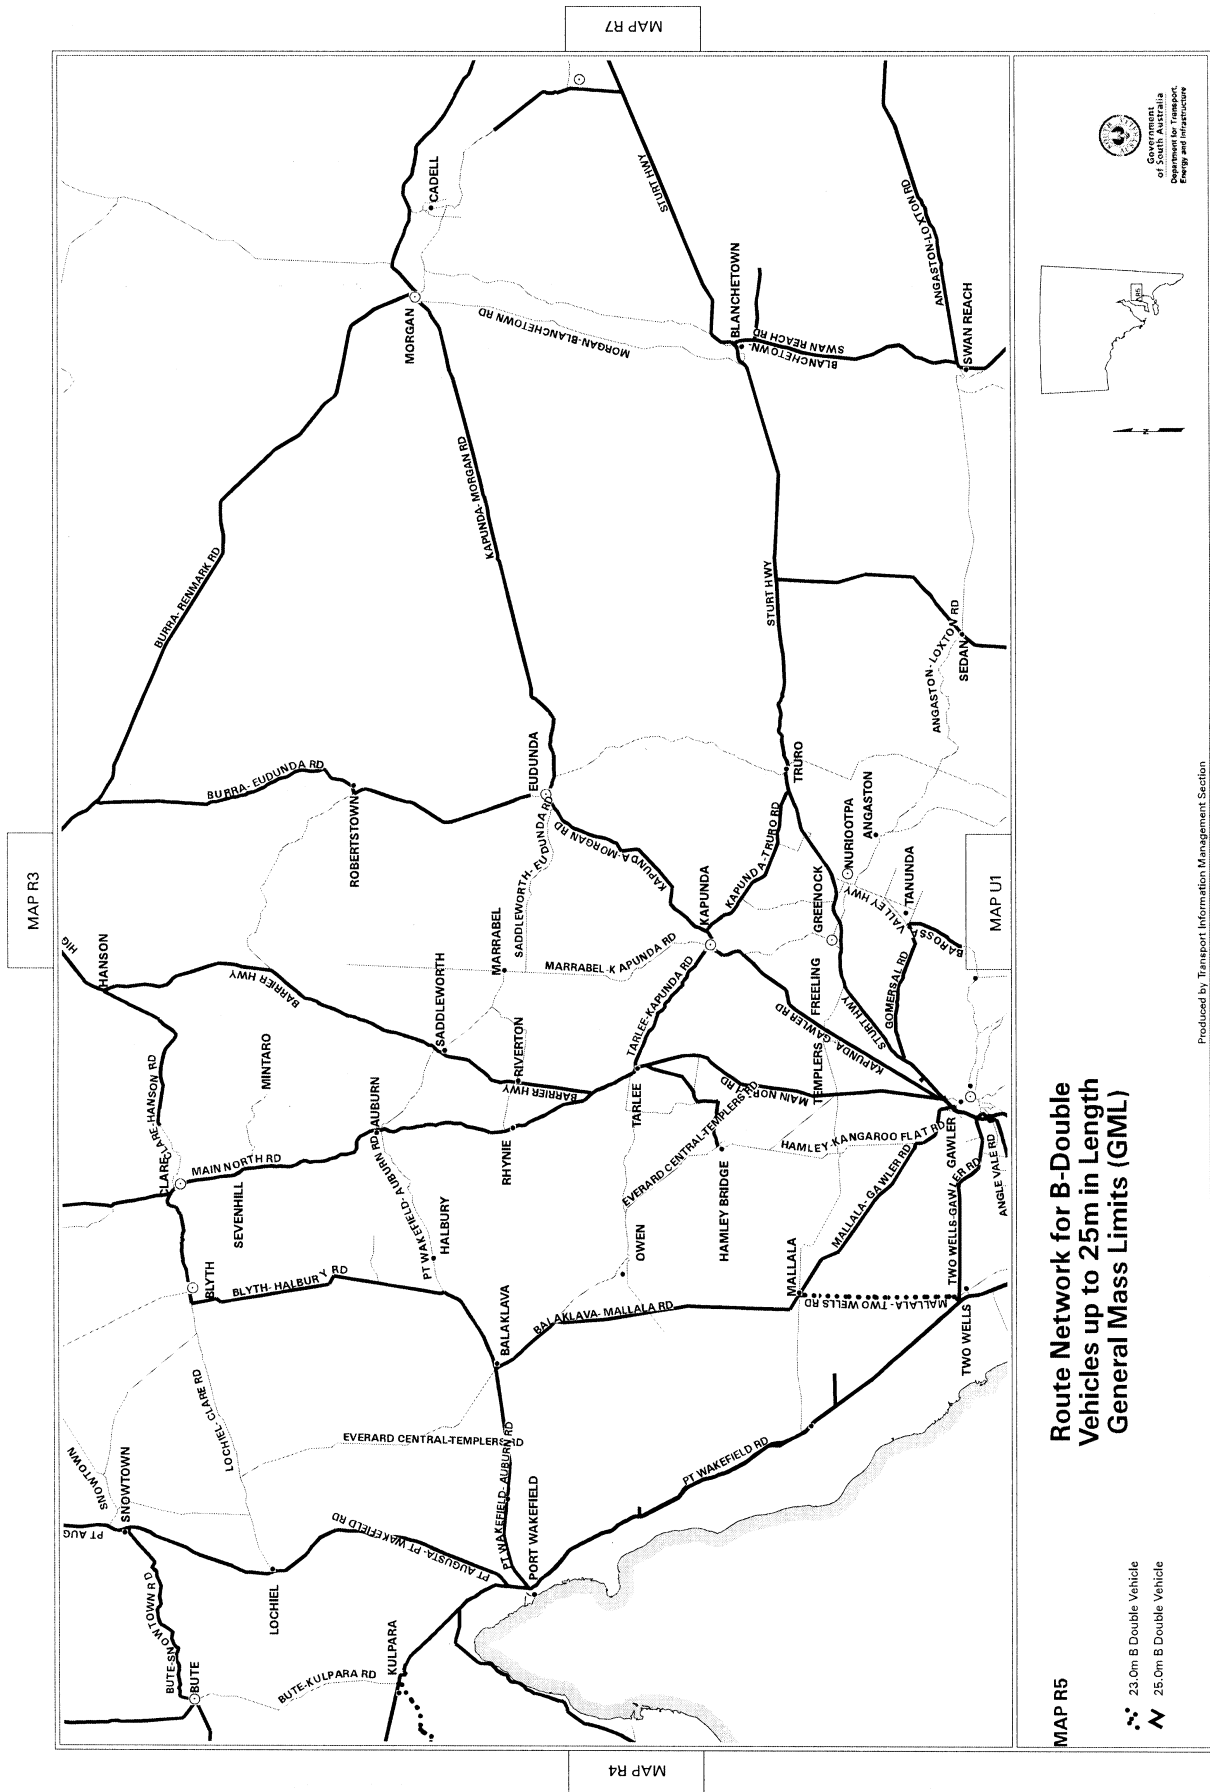 MAP R3
MAP R4
MAP R7
MAP U1
HIG
HANSON
BURRA- RENMARK RD
BURRA- EUDUNDA RD
ROBERTSTOWN
MORGAN
CADELL
MORGAN-BLANCHETOWN RD
KAPUNDA- MORGAN RD
EUDUNDA
SADDLEWORTH- EUDUNDA RD
KAPUNDA-MORGAN RD
STURT HWY
BLANCHETOWN
BLANCHETOWN-
SWAN REACH RD
ANGASTON-LOXTON RD
SWAN REACH
STURT HWY
ANGASTON- LOXTON RD
SEDAN
TRURO
KAPUNDA-TRURO RD
KAPUNDA
NURIOOTPA
ANGASTON
GREENOCK
TANUNDA
BAROSSA
VALLEY HWY
GOMERSAL RD
STURT HWY
FREELING
KAPUNDA-GAWLER RD
TEMPLERS
MARRABEL
MARRABEL-KAPUNDA RD
TARLEE-KAPUNDA RD
TARLEE
BARRIER HWY
SADDLEWORTH
RIVERTON
BARRIER HWY
RHYNIE
MINTARO
AUBURN
CLARE-HANSON RD
CLARE
MAIN NORTH RD
SEVENHILL
PT WAKEFIELD- AUBURN RD
HALBURY
BLYTH
BLYTH- HALBURY RD
MAIN NORTH RD
EVERARD CENTRAL-TEMPLERS RD
HAMLEY BRIDGE
HAMLEY-KANGAROO FLAT RD
GAWLER
MALLALA- GAWLER RD
TWO WELLS-GAWLER RD
ANGLE VALE RD
OWEN
MALLALA
MALLALA - TWO WELLS RD
TWO WELLS
BALAKLAVA- MALLALA RD
BALAKLAVA
LOCHIEL- CLARE RD
EVERARD CENTRAL-TEMPLERS RD
PT WAKEFIELD- AUBURN RD
PT WAKEFIELD RD
PORT WAKEFIELD
PT AUGUSTA- PT WAKEFIELD RD
SNOWTOWN
SNOWTOWN
PT AUG
LOCHIEL
BUTE-SNOWTOWN RD
BUTE
BUTE-KULPARA RD
KULPARA
MAP R5
23.0m B Double Vehicle
25.0m B Double Vehicle
Route Network for B-Double
Vehicles up to 25m in Length
General Mass Limits (GML)
N
R5
Government
of South Australia
Department for Transport,
Energy and Infrastructure
Produced by Transport Information Management Section